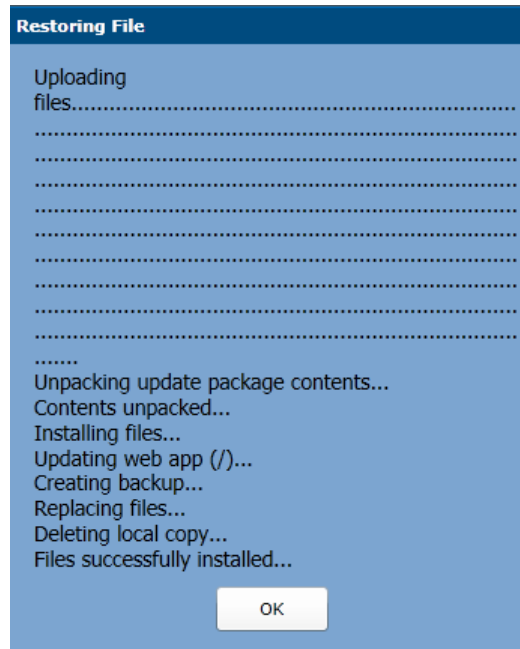 Restoring File
Uploading
files.................................................................
.......................................................................
.......................................................................
.......................................................................
.......................................................................
.......................................................................
.......................................................................
.......................................................................
.......................................................................
.......................................................................
.......
Unpacking update package contents...
Contents unpacked...
Installing files...
Updating web app (/)...
Creating backup...
Replacing files...
Deleting local copy...
Files successfully installed...
OK